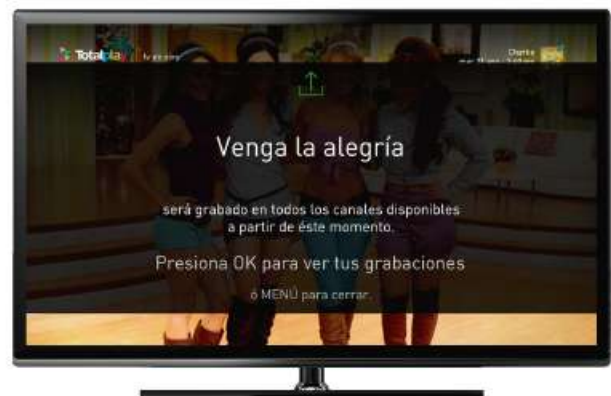 Totalplay
Venga la alegría
será grabado en todos los canales disponibles
a partir de éste momento.
Presiona OK para ver tus grabaciones
ó MENÚ para cerrar.